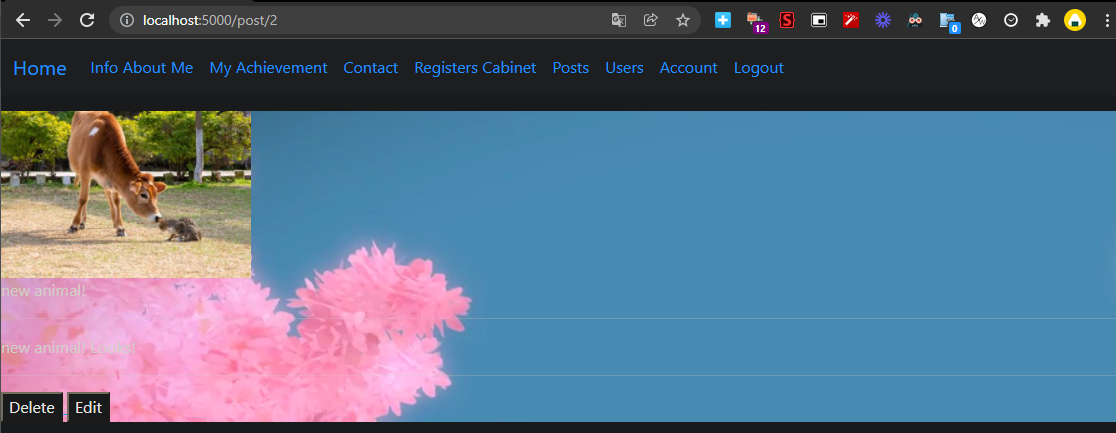 localhost:5000/post/2
12
0
Home Info About Me My Achievement Contact Registers Cabinet Posts Users Account Logout
new animal!
new animal!
Delete Edit